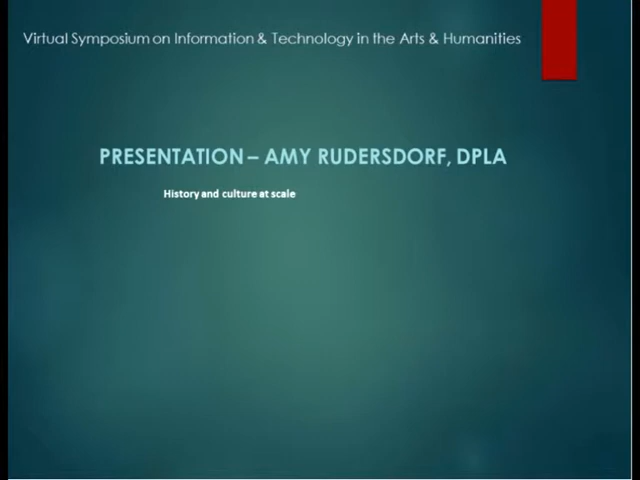 Virtual Symposium on Information & Technology in the Arts & Humanities
PRESENTATION – AMY RUDERSDORF, DPLA
History and culture at scale